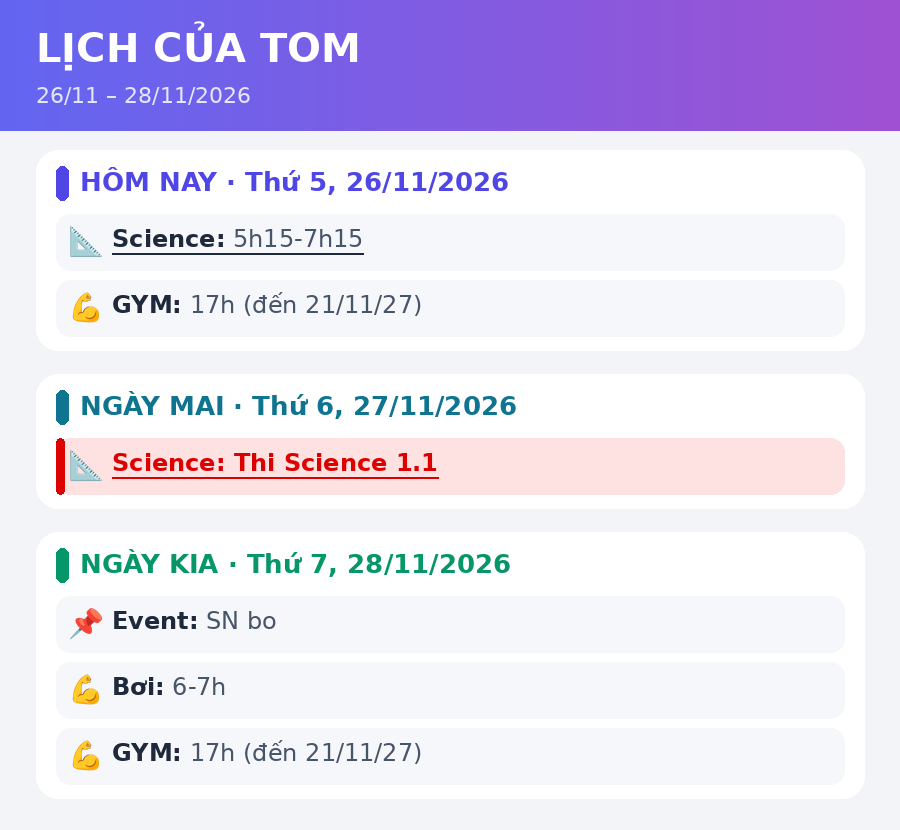 LỊCH CỦA TOM
26/11 – 28/11/2026
HÔM NAY · Thứ 5, 26/11/2026
Science: 5h15-7h15
GYM: 17h (đến 21/11/27)
NGÀY MAI · Thứ 6, 27/11/2026
Science: Thi Science 1.1
NGÀY KIA · Thứ 7, 28/11/2026
Event: SN bo
Bơi: 6-7h
GYM: 17h (đến 21/11/27)